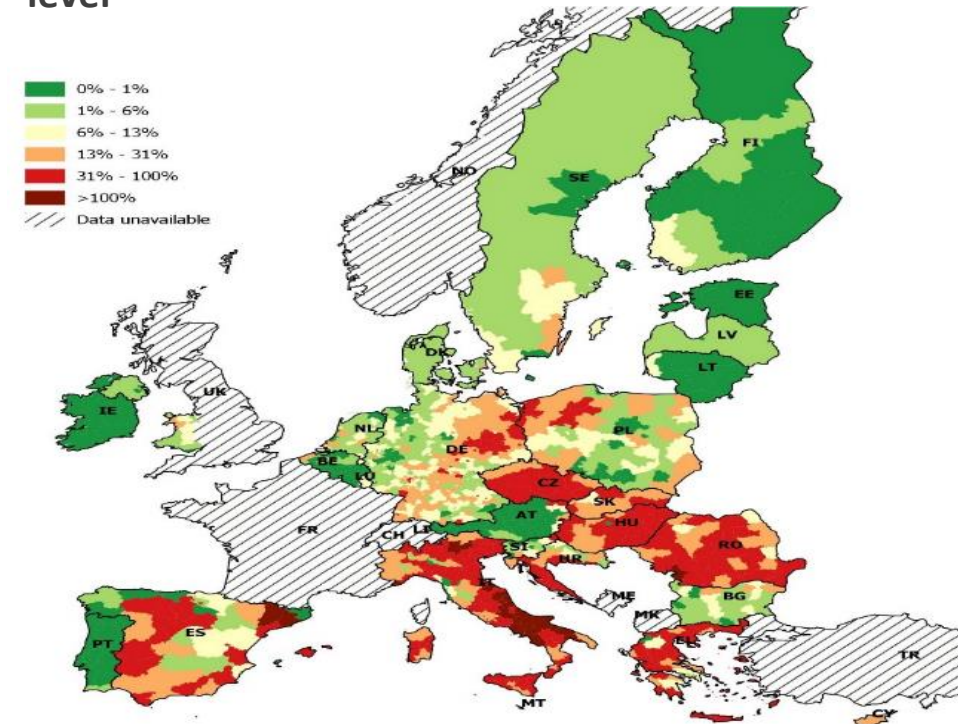 level
0% - 1%
1% - 6%
6% - 13%
13% - 31%
31% - 100%
>100%
Data unavailable
NO
SE
FI
EE
LV
LT
DK
IE
UK
NL
BE
LU
DE
PL
CZ
SK
FR
CH
LI
AT
HU
SI
HR
RO
IT
ME
MK
BG
PT
ES
EL
TR
MT
CY